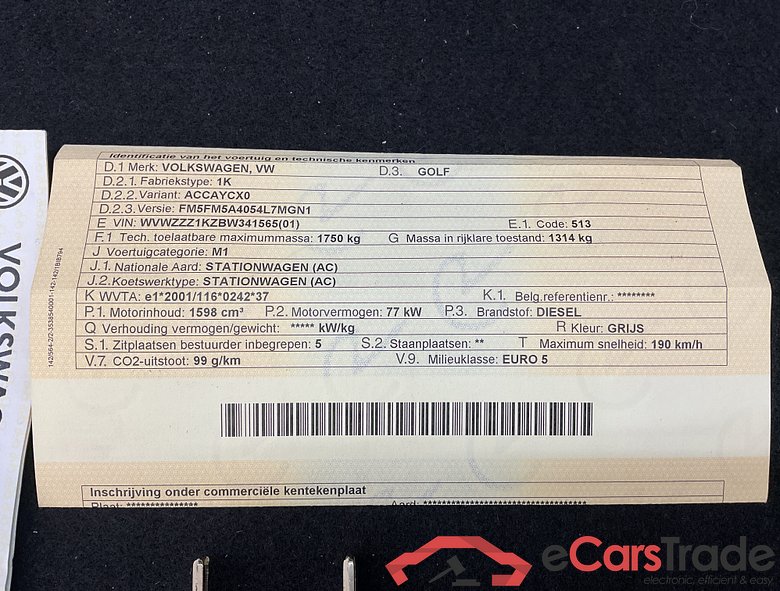 Identificatie van het voertuig en technische kenmerken
D.1 Merk: VOLKSWAGEN, VW D.3. GOLF
D.2.1. Fabriekstype: 1K
D.2.2. Variant: ACCAYCX0
D.2.3. Versie: FM5FM5A4054L7MGN1
E VIN: WVWZZZ1KZBW341565(01) E.1. Code: 513
F.1 Tech. toelaatbare maximummassa: 1750 kg G Massa in rijklare toestand: 1314 kg
J Voertuigcategorie: M1
J.1. Nationale Aard: STATIONWAGEN (AC)
J.2. Koetswerktype: STATIONWAGEN (AC)
K WVTA: e1*2001/116*0242*37 K.1. Belg.referentienr.: ********
P.1. Motorinhoud: 1598 cm³ P.2. Motorvermogen: 77 kW P.3. Brandstof: DIESEL
Q Verhouding vermogen/gewicht: ***** kW/kg R Kleur: GRIJS
S.1. Zitplaatsen bestuurder inbegrepen: 5 S.2. Staanplaatsen: ** T Maximum snelheid: 190 km/h
V.7. CO2-uitstoot: 99 g/km V.9. Milieuklasse: EURO 5
Inschrijving onder commerciële kentekenplaat
Plaat: *************** Aard:
eCarsTrade
electronic, efficient & easy